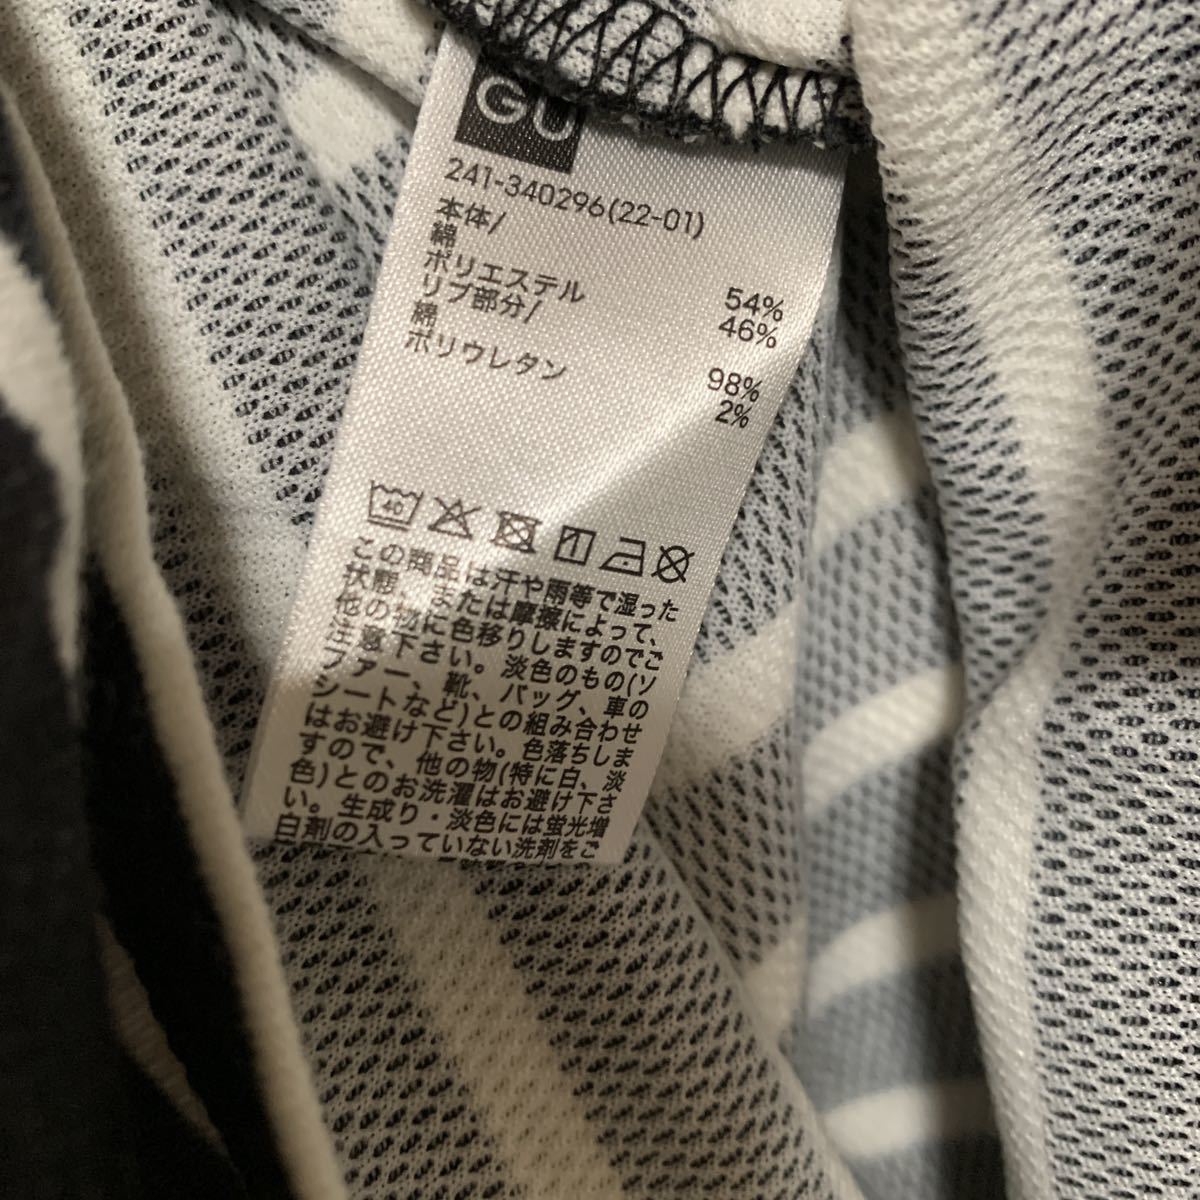 GU
241-340296(22-01)
本体/
綿 54%
ポリエステル 46%
リブ部分/
綿 98%
ポリウレタン 2%
40
この商品は汗や雨等で湿った
状態、または摩擦によって、
他の物に色移りしますのでご
注意下さい。淡色のもの(ソ
ファー、靴、バッグ、車の
シートなど)との組み合わせ
はお避け下さい。色落ちしま
すので、他の物(特に白、淡
色)とのお洗濯はお避け下さ
い。生成り・淡色には蛍光増
白剤の入っていない洗剤をご